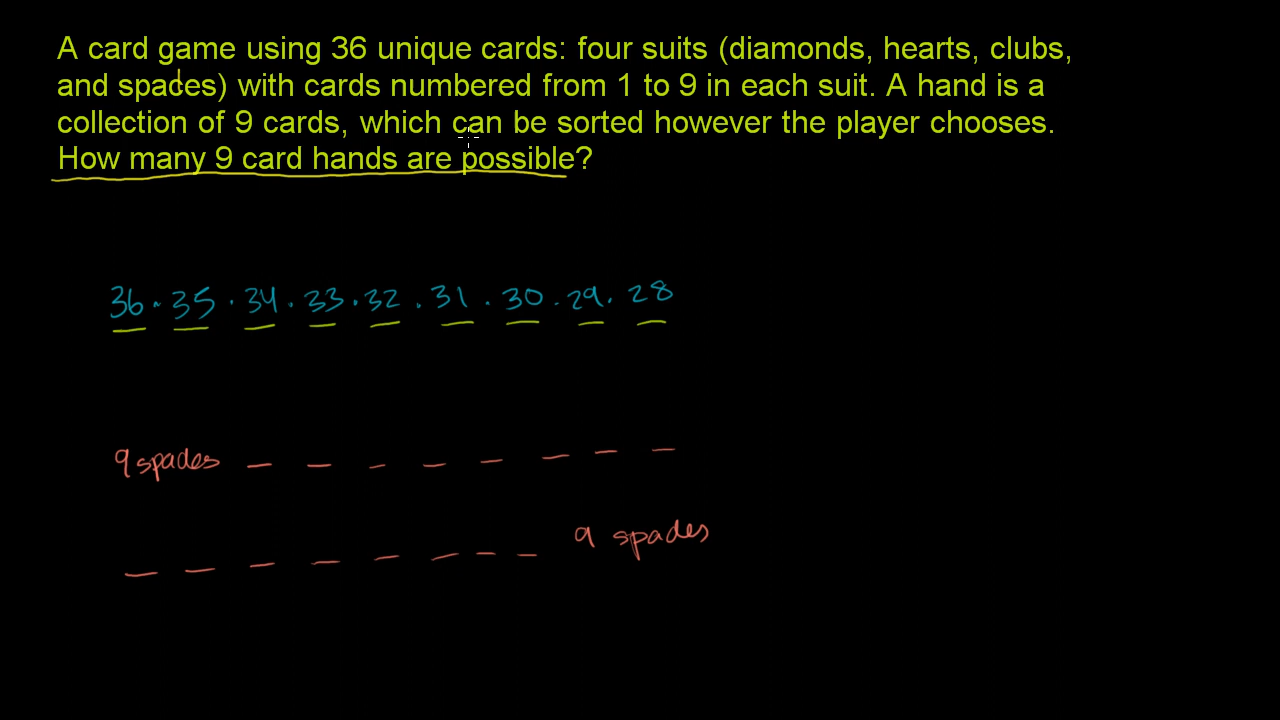 A card game using 36 unique cards: four suits (diamonds, hearts, clubs,
and spades) with cards numbered from 1 to 9 in each suit. A hand is a
collection of 9 cards, which can be sorted however the player chooses.
How many 9 card hands are possible?
36 · 35 · 34 · 33 · 32 · 31 · 30 · 29 · 28
9 spades
9 spades